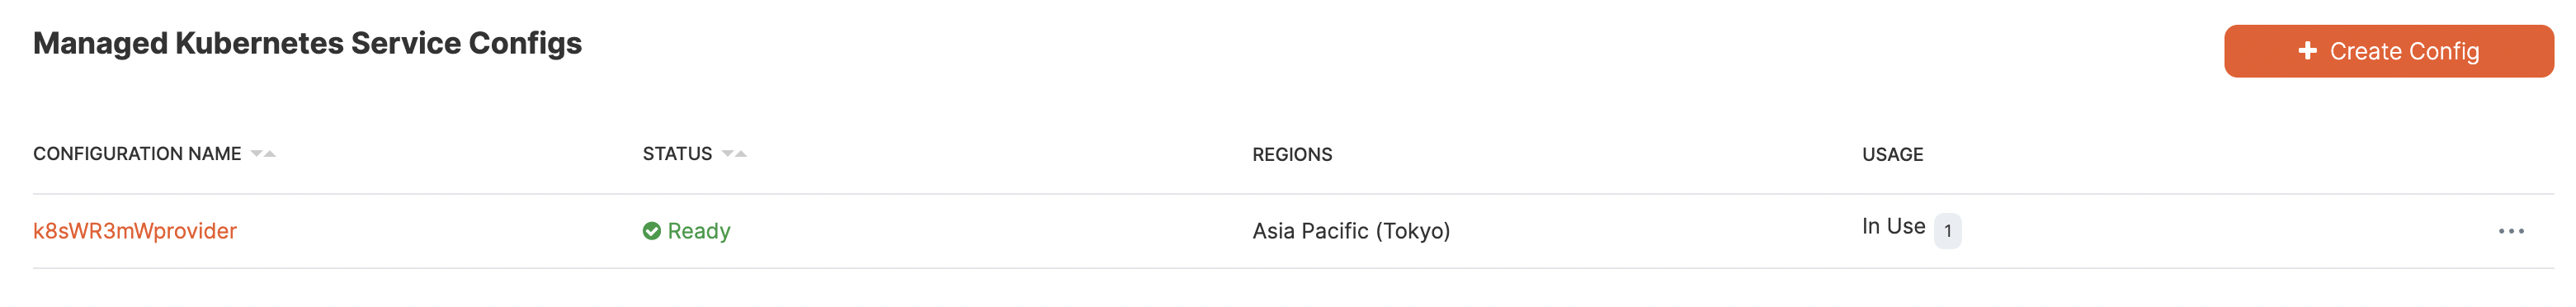 Managed Kubernetes Service Configs
Create Config
CONFIGURATION NAME STATUS REGIONS USAGE
k8sWR3mWprovider Ready Asia Pacific (Tokyo) In Use 1